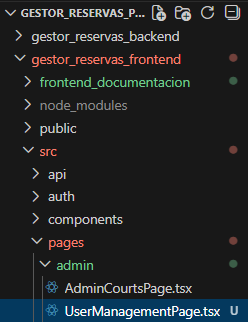 GESTOR_RESERVAS_P...
gestor_reservas_backend
gestor_reservas_frontend
frontend_documentacion
node_modules
public
src
api
auth
components
pages
admin
AdminCourtsPage.tsx
UserManagementPage.tsx U